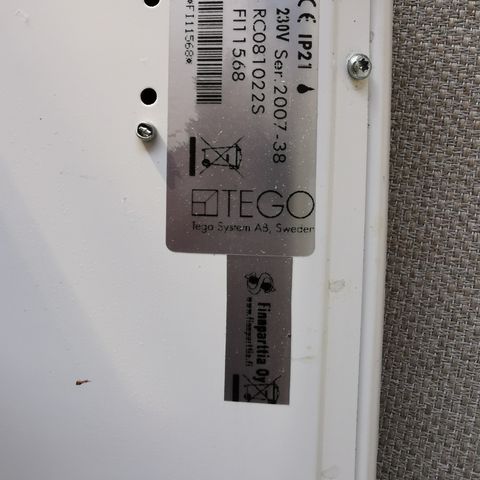 CE IP21
230V Ser.2007-38
RC081022S
FI11568
*FI11568*
TEGO
Tego System AB, Sweden
Finnparttia Oy
www.finnparttia.fi